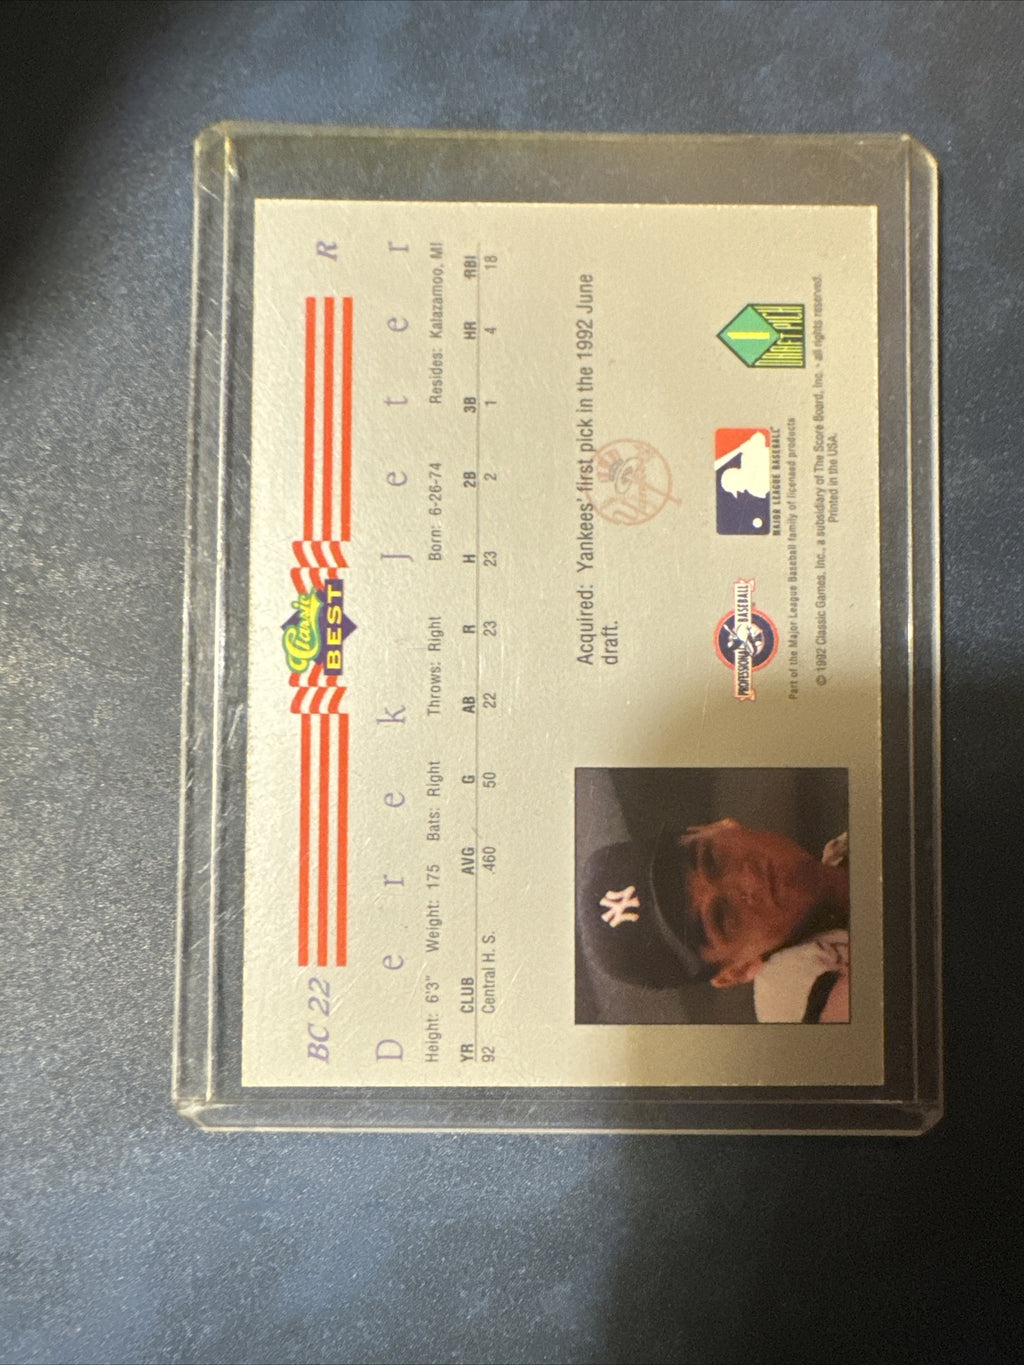 BC 22
Classic
BEST
R
Derek Jeter
Height: 6'3" Weight: 175 Bats: Right Throws: Right Born: 6-26-74 Resides: Kalazamoo, MI
YR CLUB AVG G AB R H 2B 3B HR RBI
92 Central H. S. .460 50 22 23 23 2 1 4 18
NY
Acquired: Yankees' first pick in the 1992 June
draft.
Yankees
PROFESSIONAL BASEBALL
MAJOR LEAGUE BASEBALL
1
DRAFT PICK
Part of the Major League Baseball family of licensed products
© 1992 Classic Games, Inc., a subsidiary of The Score Board, Inc. - all rights reserved.
Printed in the USA.